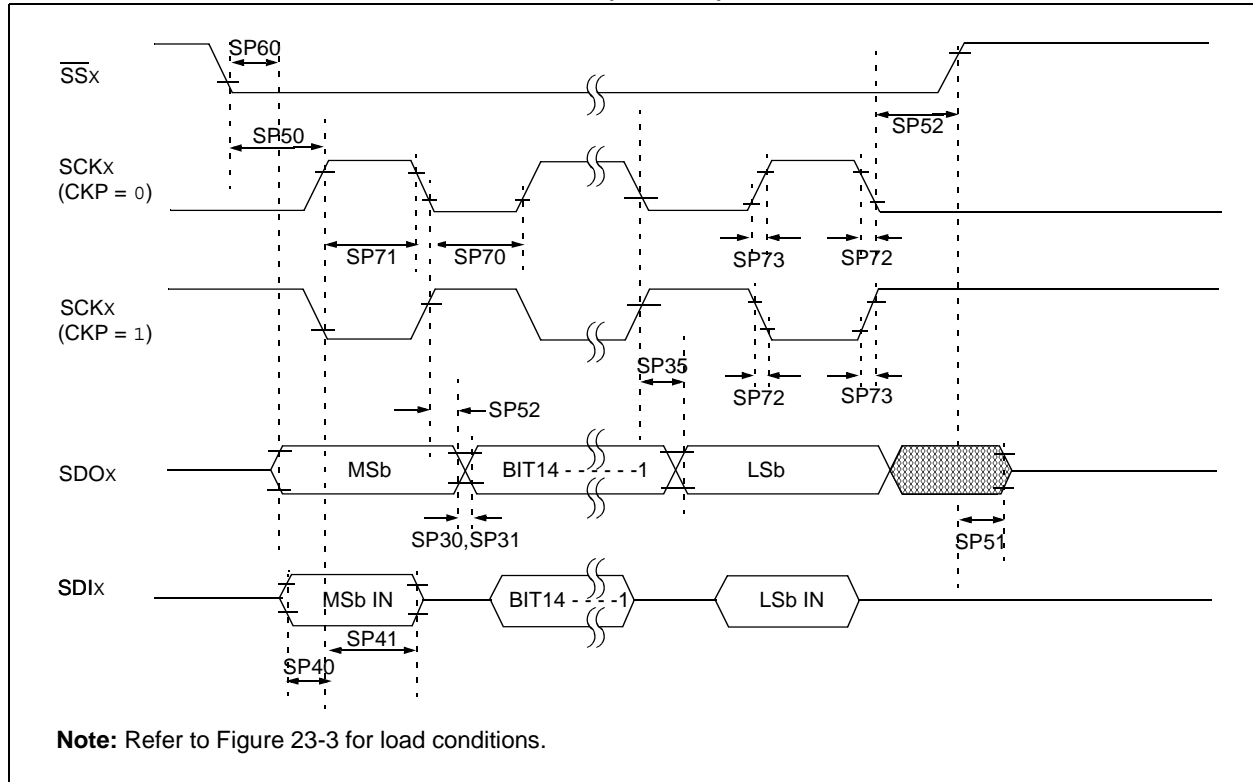 SP60
SSX
SP50
SP52
SCKX
(CKP = 0)
SP71
SP70
SP73
SP72
SCKX
(CKP = 1)
SP35
SP72
SP73
SP52
SDOX
MSb
BIT14 - - - - - -1
LSb
SP30,SP31
SP51
SDIX
MSb IN
BIT14 - - - -1
LSb IN
SP41
SP40
Note: Refer to Figure 23-3 for load conditions.